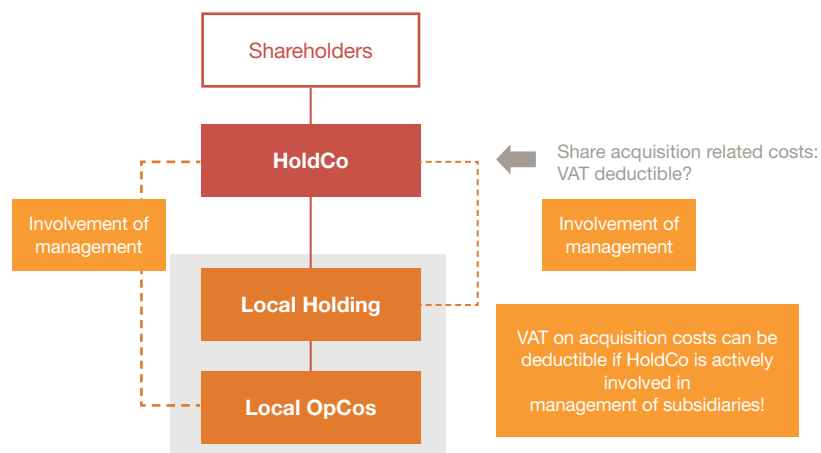 Shareholders
HoldCo
Share acquisition related costs:
VAT deductible?
Involvement of
management
Involvement of
management
Local Holding
VAT on acquisition costs can be
deductible if HoldCo is actively
involved in
management of subsidiaries!
Local OpCos